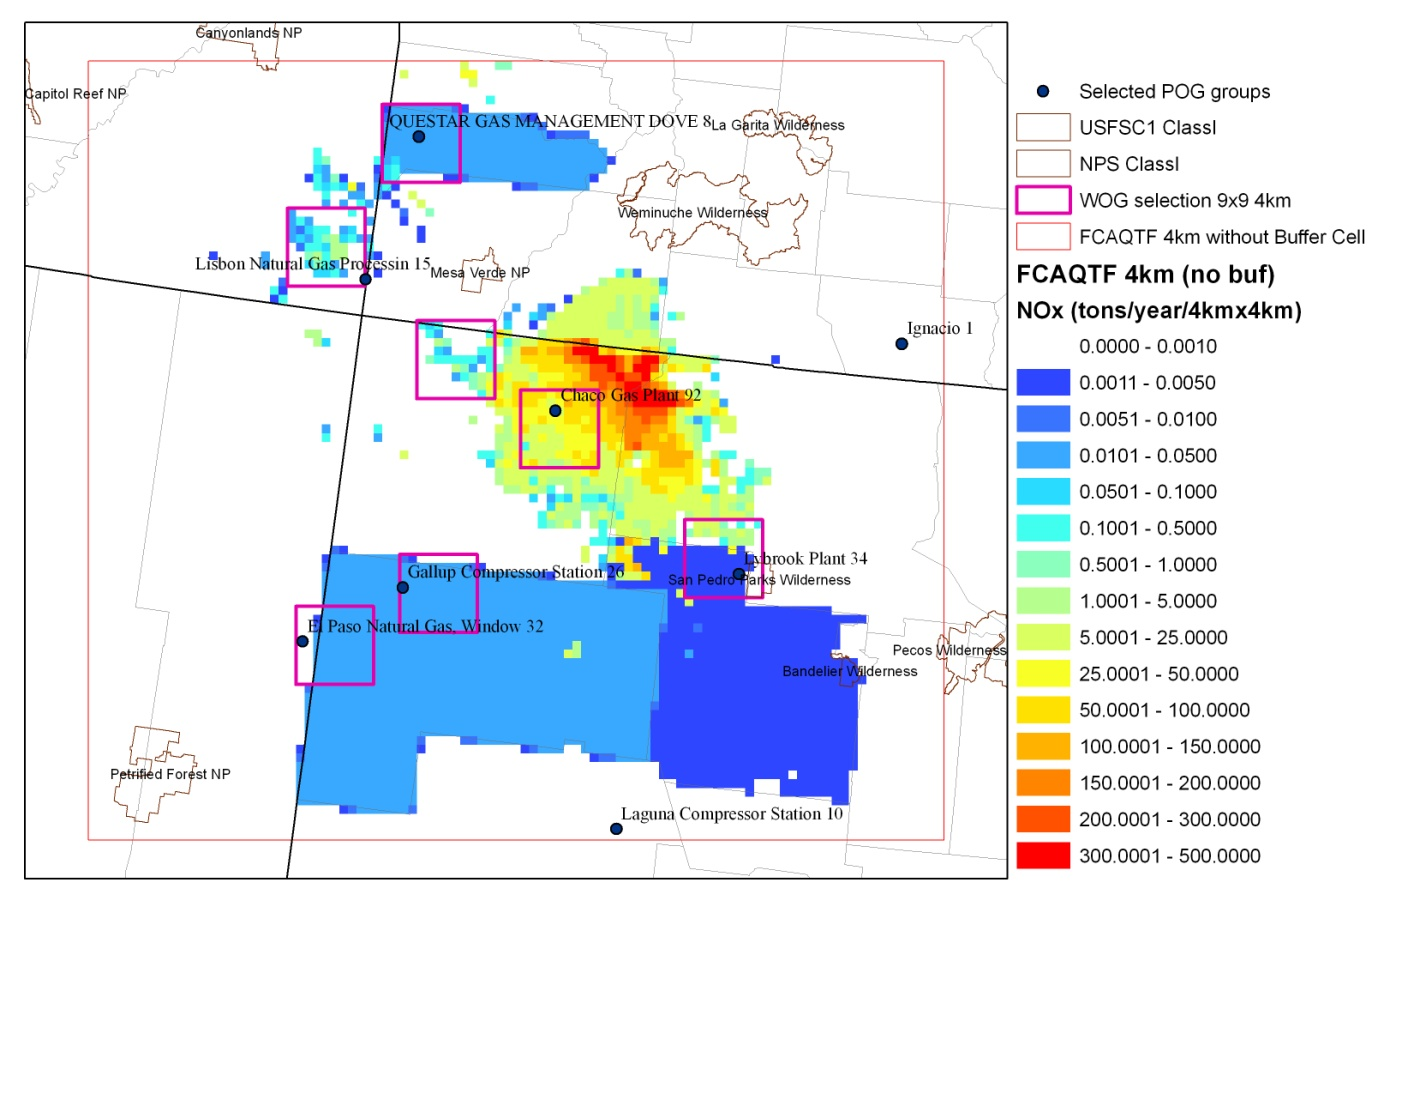 Canyonlands NP
Capitol Reef NP
QUESTAR GAS MANAGEMENT DOVE 8
La Garita Wilderness
Weminuche Wilderness
Lisbon Natural Gas Processin 15
Mesa Verde NP
Ignacio 1
Chaco Gas Plant 92
Lybrook Plant 34
Gallup Compressor Station 26
San Pedro Parks Wilderness
El Paso Natural Gas, Window 32
Pecos Wilderness
Bandelier Wilderness
Petrified Forest NP
Laguna Compressor Station 10
Selected POG groups
USFSC1 ClassI
NPS ClassI
WOG selection 9x9 4km
FCAQTF 4km without Buffer Cell
FCAQTF 4km (no buf)
NOx (tons/year/4kmx4km)
0.0000 - 0.0010
0.0011 - 0.0050
0.0051 - 0.0100
0.0101 - 0.0500
0.0501 - 0.1000
0.1001 - 0.5000
0.5001 - 1.0000
1.0001 - 5.0000
5.0001 - 25.0000
25.0001 - 50.0000
50.0001 - 100.0000
100.0001 - 150.0000
150.0001 - 200.0000
200.0001 - 300.0000
300.0001 - 500.0000